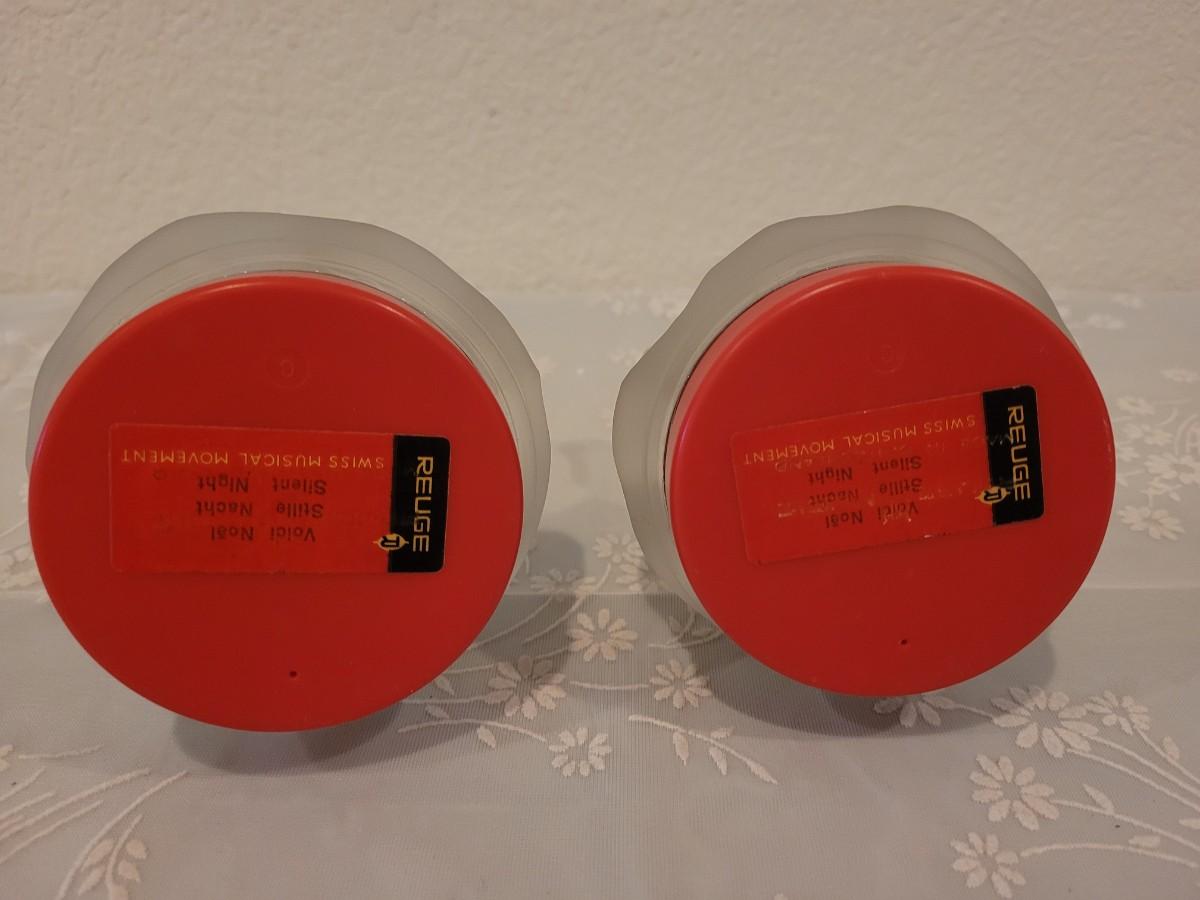 REUGE
SWISS MUSICAL MOVEMENT
Silent Night
Stille Nacht
Voici Noël
REUGE
SWISS MUSICAL MOVEMENT
Silent Night
Stille Nacht
Voici Noël